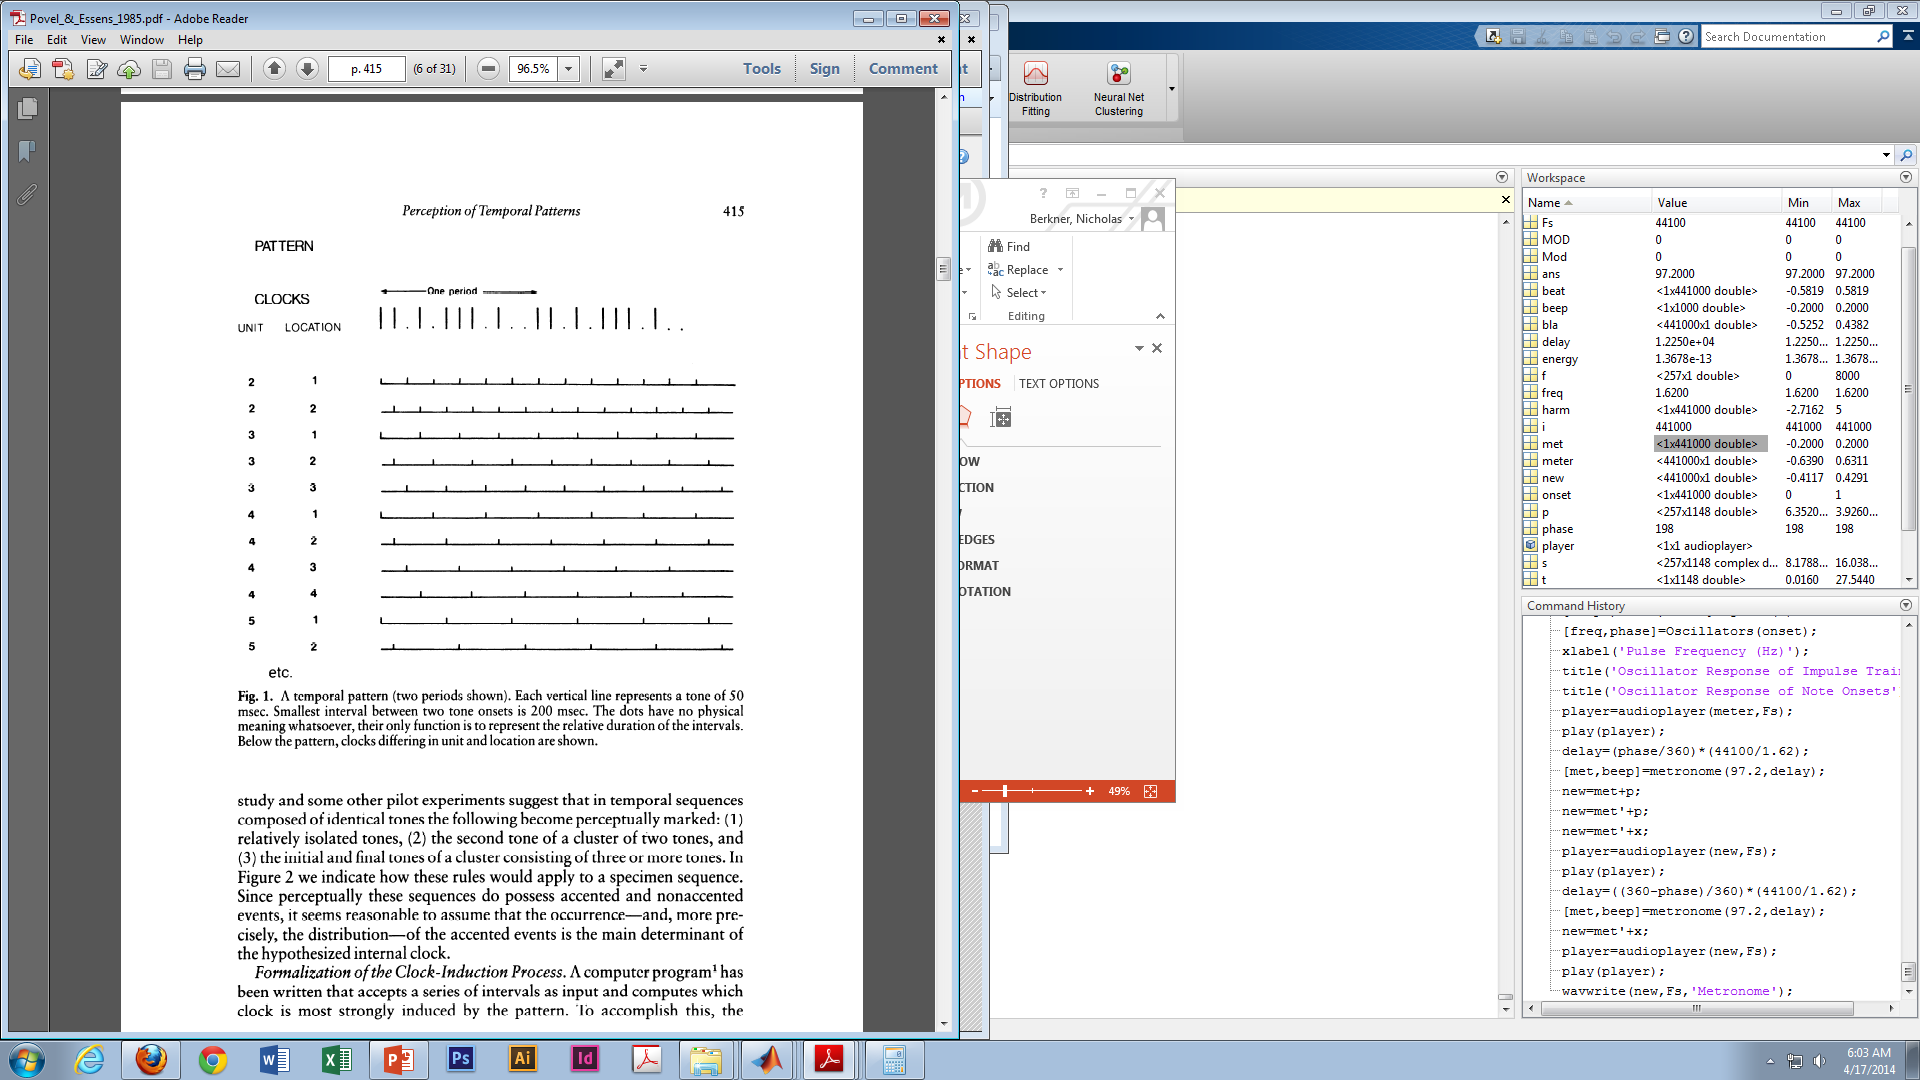 Povel_&_Essens_1985.pdf - Adobe Reader
File Edit View Window Help
p. 415 (6 of 31) 96.5% Tools Sign Comment
Perception of Temporal Patterns 415
PATTERN
CLOCKS
One period
UNIT LOCATION
2 1
2 2
3 1
3 2
3 3
4 1
4 2
4 3
4 4
5 1
5 2
etc.
Fig. 1. A temporal pattern (two periods shown). Each vertical line represents a tone of 50
msec. Smallest interval between two tone onsets is 200 msec. The dots have no physical
meaning whatsoever, their only function is to represent the relative duration of the intervals.
Below the pattern, clocks differing in unit and location are shown.
study and some other pilot experiments suggest that in temporal sequences
composed of identical tones the following become perceptually marked: (1)
relatively isolated tones, (2) the second tone of a cluster of two tones, and
(3) the initial and final tones of a cluster consisting of three or more tones. In
Figure 2 we indicate how these rules would apply to a specimen sequence.
Since perceptually these sequences do possess accented and nonaccented
events, it seems reasonable to assume that the occurrence—and, more pre-
cisely, the distribution—of the accented events is the main determinant of
the hypothesized internal clock.
Formalization of the Clock-Induction Process. A computer program1 has
been written that accepts a series of intervals as input and computes which
clock is most strongly induced by the pattern. To accomplish this, the
Berkner, Nicholas
Find
Replace
Select
Editing
t Shape
PTIONS TEXT OPTIONS
OW
CTION
EDGES
ORMAT
OTATION
49%
Search Documentation
Distribution
Fitting
Neural Net
Clustering
Workspace
Name Value Min Max
Fs 44100 44100 44100
MOD 0 0 0
Mod 0 0 0
ans 97.2000 97.2000 97.2000
beat <1x441000 double> -0.5819 0.5819
beep <1x1000 double> -0.2000 0.2000
bla <441000x1 double> -0.5252 0.4382
delay 1.2250e+04 1.2250... 1.2250...
energy 1.3678e-13 1.3678... 1.3678...
f <257x1 double> 0 8000
freq 1.6200 1.6200 1.6200
harm <1x441000 double> -2.7162 5
i 441000 441000 441000
met <1x441000 double> -0.2000 0.2000
meter <441000x1 double> -0.6390 0.6311
new <441000x1 double> -0.4117 0.4291
onset <1x441000 double> 0 1
p <257x1148 double> 6.3520... 3.9260...
phase 198 198 198
player <1x1 audioplayer>
s <257x1148 complex d... 8.1788... 16.038...
t <1x1148 double> 0.0160 27.5440
Command History
[freq,phase]=Oscillators(onset);
xlabel('Pulse Frequency (Hz)');
title('Oscillator Response of Impulse Trai
title('Oscillator Response of Note Onsets'
player=audioplayer(meter,Fs);
play(player);
delay=(phase/360)*(44100/1.62);
[met,beep]=metronome(97.2,delay);
new=met+p;
new=met'+p;
new=met'+x;
player=audioplayer(new,Fs);
play(player);
delay=((360-phase)/360)*(44100/1.62);
[met,beep]=metronome(97.2,delay);
new=met'+x;
player=audioplayer(new,Fs);
play(player);
wavwrite(new,Fs,'Metronome');
6:03 AM
4/17/2014